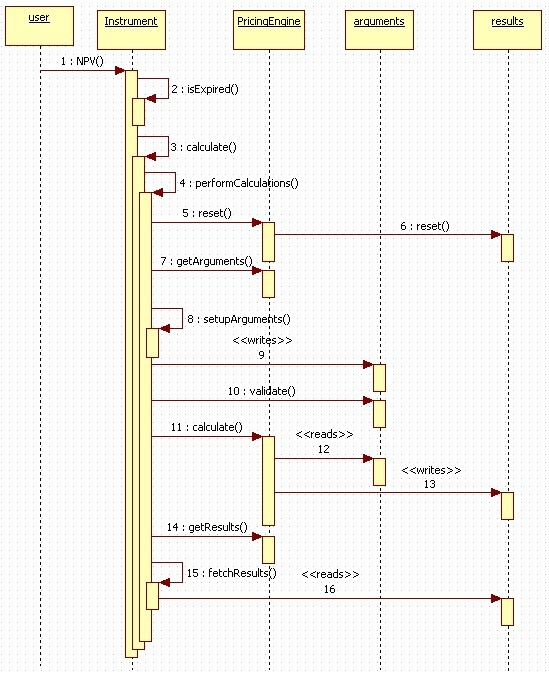 user
Instrument
PricingEngine
arguments
results
1 : NPV()
2 : isExpired()
3 : calculate()
4 : performCalculations()
5 : reset()
6 : reset()
7 : getArguments()
8 : setupArguments()
<<writes>>
9
10 : validate()
11 : calculate()
<<reads>>
12
<<writes>>
13
14 : getResults()
15 : fetchResults()
<<reads>>
16